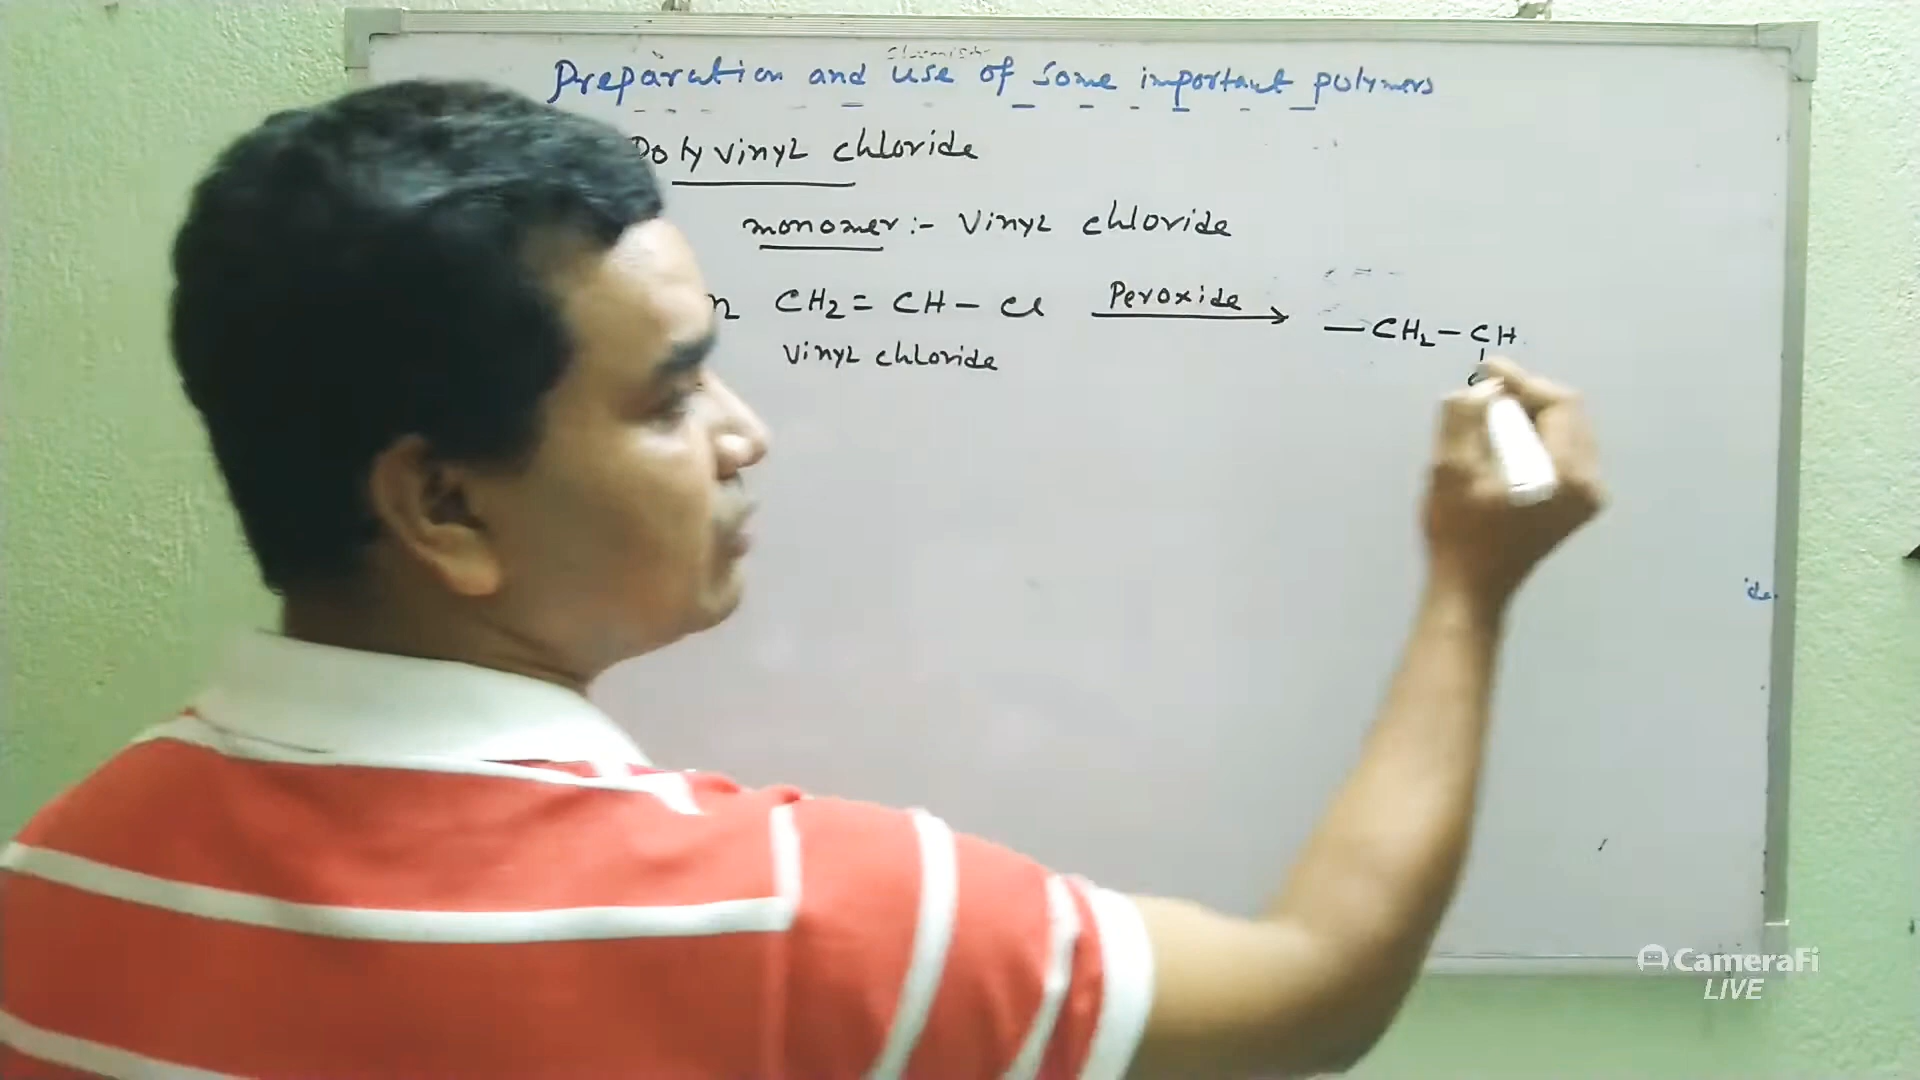 Preparation and use of some important polymers
Polyvinyl chloride
monomer:- Vinyl chloride
n CH2 = CH - Cl Peroxide → - CH2 - CH
Vinyl chloride
de.
CameraFi
LIVE